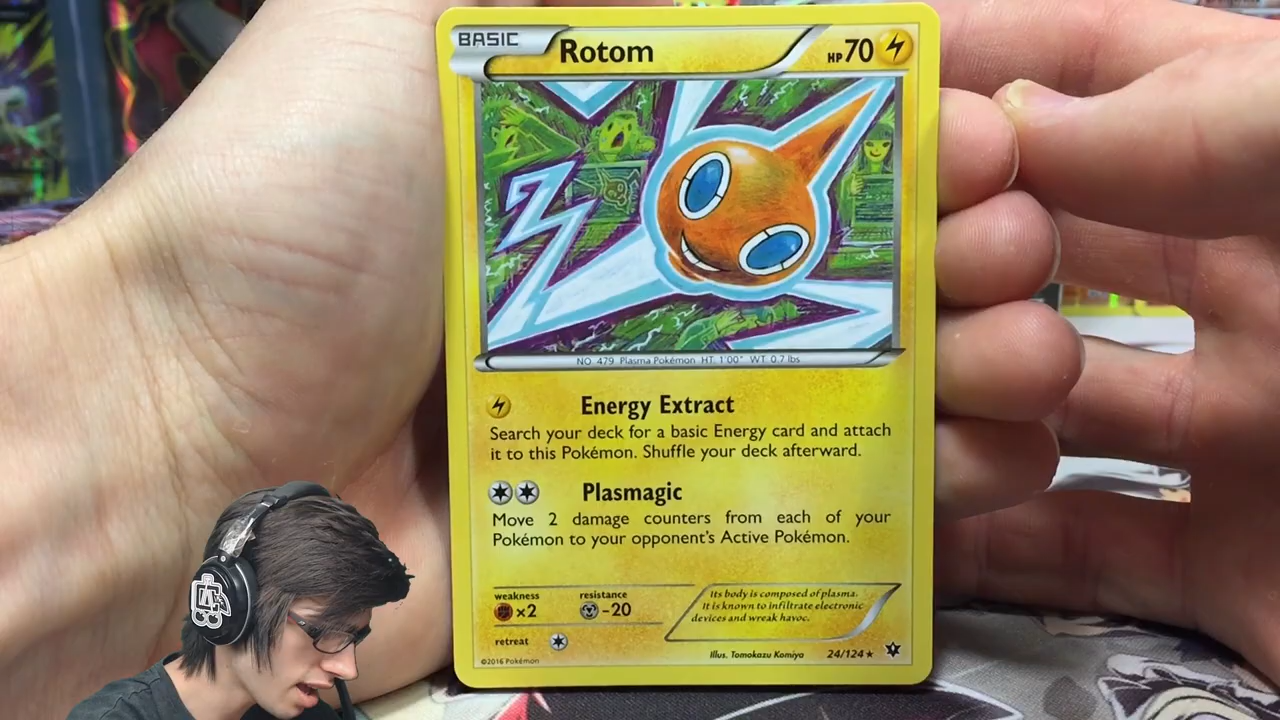 BASIC
Rotom
HP70
NO. 479 Plasma Pokémon HT. 1'00" WT. 0.7 lbs
Energy Extract
Search your deck for a basic Energy card and attach
it to this Pokémon. Shuffle your deck afterward.
Plasmagic
Move 2 damage counters from each of your
Pokémon to your opponent's Active Pokémon.
weakness
×2
resistance
-20
Its body is composed of plasma.
It is known to infiltrate electronic
devices and wreak havoc.
retreat
©2016 Pokémon
Illus. Tomokazu Komiya
24/124★